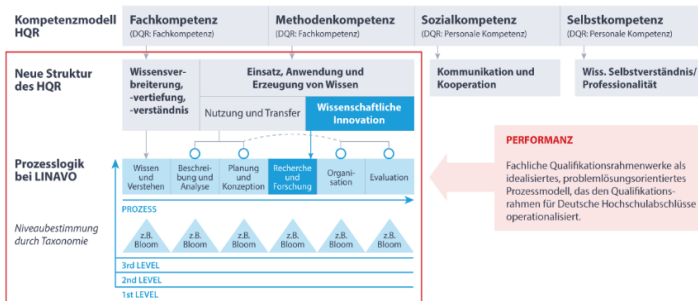 Kompetenzmodell
HQR
Fachkompetenz
(DQR: Fachkompetenz)
Methodenkompetenz
(DQR: Fachkompetenz)
Sozialkompetenz
(DQR: Personale Kompetenz)
Selbstkompetenz
(DQR: Personale Kompetenz)
Neue Struktur
des HQR
Wissensver-
breiterung,
-vertiefung,
-verständnis
Einsatz, Anwendung und
Erzeugung von Wissen
Nutzung und Transfer
Wissenschaftliche
Innovation
Kommunikation und
Kooperation
Wiss. Selbstverständnis/
Professionalität
Prozesslogik
bei LINAVO
Wissen
und
Verstehen
Beschrei-
bung und
Analyse
Planung
und
Konzeption
Recherche
und
Forschung
Organi-
sation
Evaluation
PROZESS
PERFORMANZ
Fachliche Qualifikationsrahmenwerke als
idealisiertes, problemlösungsorientiertes
Prozessmodell, das den Qualifikations-
rahmen für Deutsche Hochschulabschlüsse
operationalisiert.
Niveaubestimmung
durch Taxonomie
z.B.
Bloom
z.B.
Bloom
z.B.
Bloom
z.B.
Bloom
z.B.
Bloom
z.B.
Bloom
3rd LEVEL
2nd LEVEL
1st LEVEL